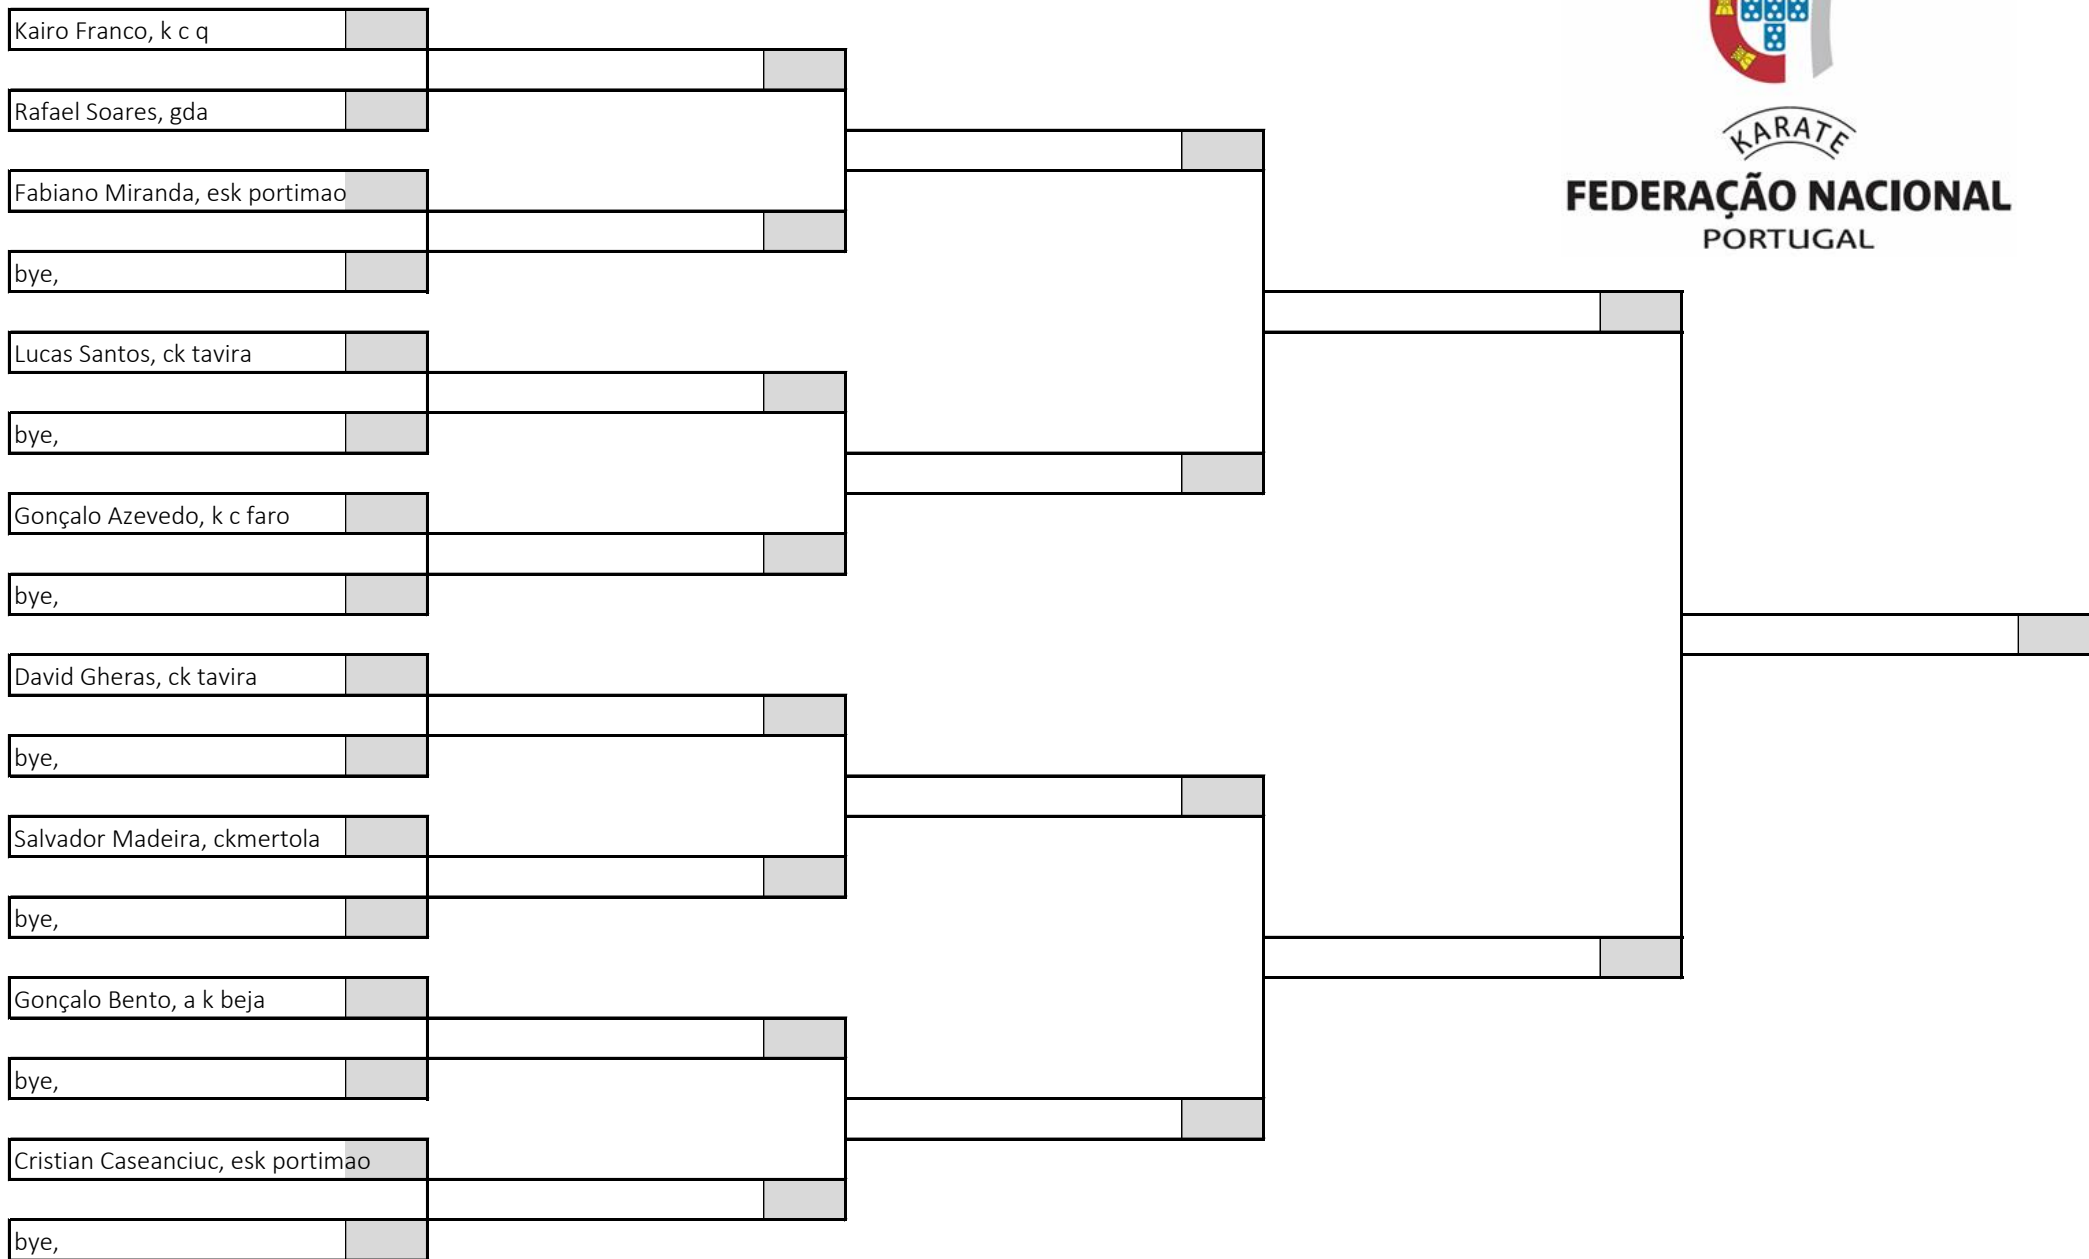 Kairo Franco, k c q
Rafael Soares, gda
Fabiano Miranda, esk portimao
bye,
Lucas Santos, ck tavira
bye,
Gonçalo Azevedo, k c faro
bye,
David Gheras, ck tavira
bye,
Salvador Madeira, ckmertola
bye,
Gonçalo Bento, a k beja
bye,
Cristian Caseanciuc, esk portimao
bye,
KARATE
FEDERAÇÃO NACIONAL
PORTUGAL